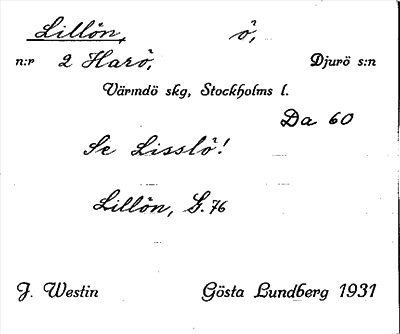 Lillön, ö,
n:r 2 Harö, Djurö s:n
Värmdö skg, Stockholms l.
Da 60
Se Lisslö!
Lillön, G. 76
J. Westin Gösta Lundberg 1931